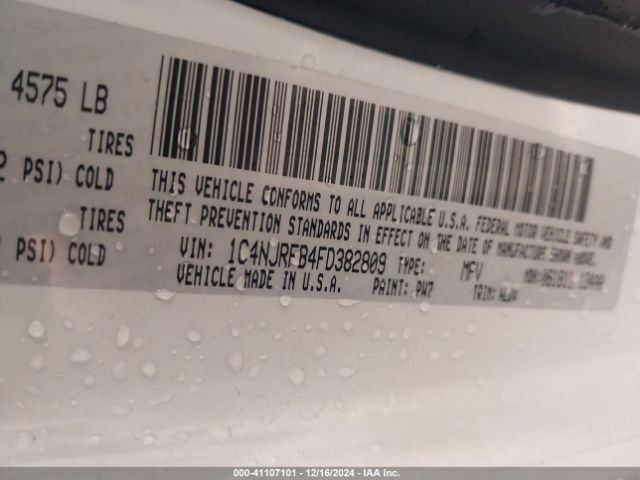 4575 LB
TIRES
PSI) COLD
TIRES
PSI) COLD
THIS VEHICLE CONFORMS TO ALL APPLICABLE U.S.A. FEDERAL MOTOR VEHICLE SAFETY AND
THEFT PREVENTION STANDARDS IN EFFECT ON THE DATE OF MANUFACTURE SHOWN ABOVE.
VIN: 1C4NJRFB4FD382809 TYPE: MFV
VEHICLE MADE IN U.S.A. PAINT: PW7 TRIM:
000-41107101 - 12/16/2024 - IAA Inc.